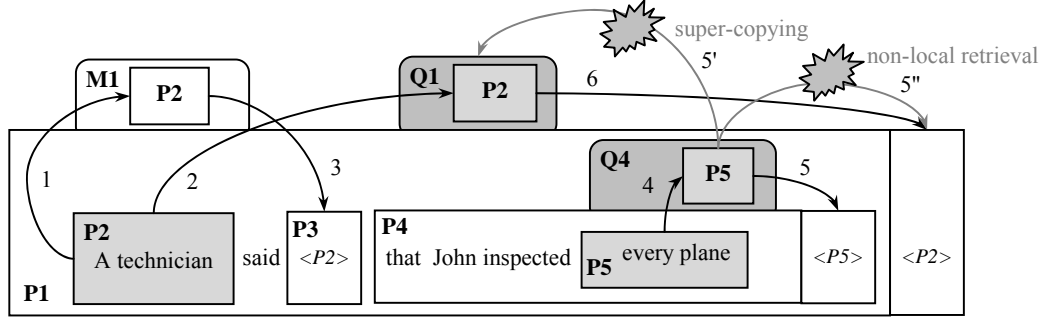 super-copying
M1
P2
Q1
P2
5'
6
non-local retrieval
5"
1
2
3
Q4
P5
4
5
P2
A technician
said
P3
<P2>
P4
that John inspected
every plane
P5
<P5>
<P2>
P1